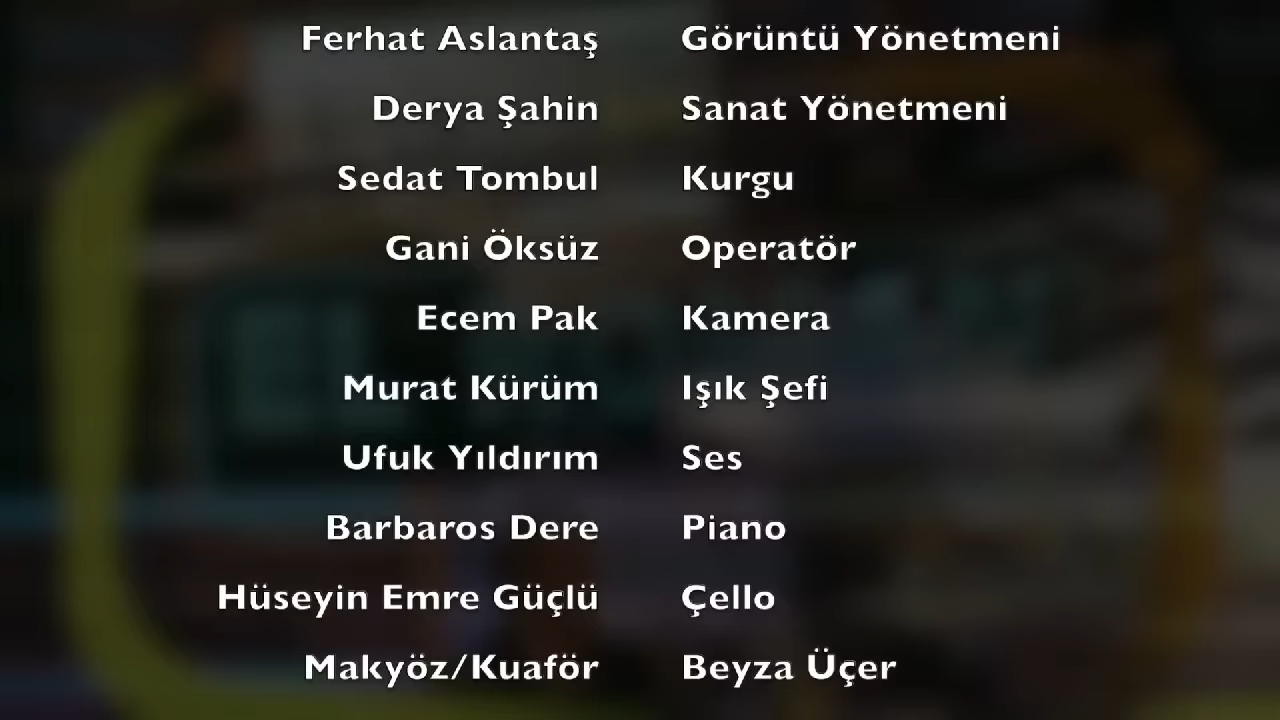 Ferhat Aslantaş Görüntü Yönetmeni
Derya Şahin Sanat Yönetmeni
Sedat Tombul Kurgu
Gani Öksüz Operatör
Ecem Pak Kamera
Murat Kürüm Işık Şefi
Ufuk Yıldırım Ses
Barbaros Dere Piano
Hüseyin Emre Güçlü Çello
Makyöz/Kuaför Beyza Üçer